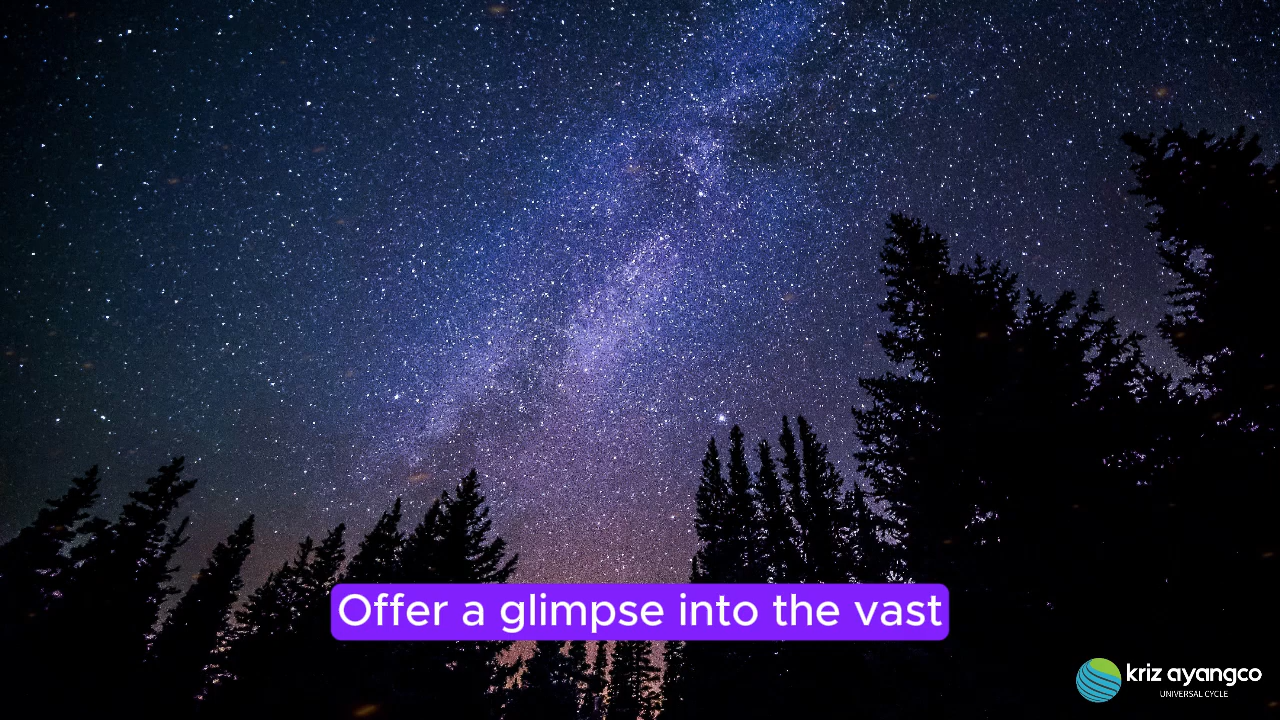 Offer a glimpse into the vast
kriz ayangco
UNIVERSAL CYCLE